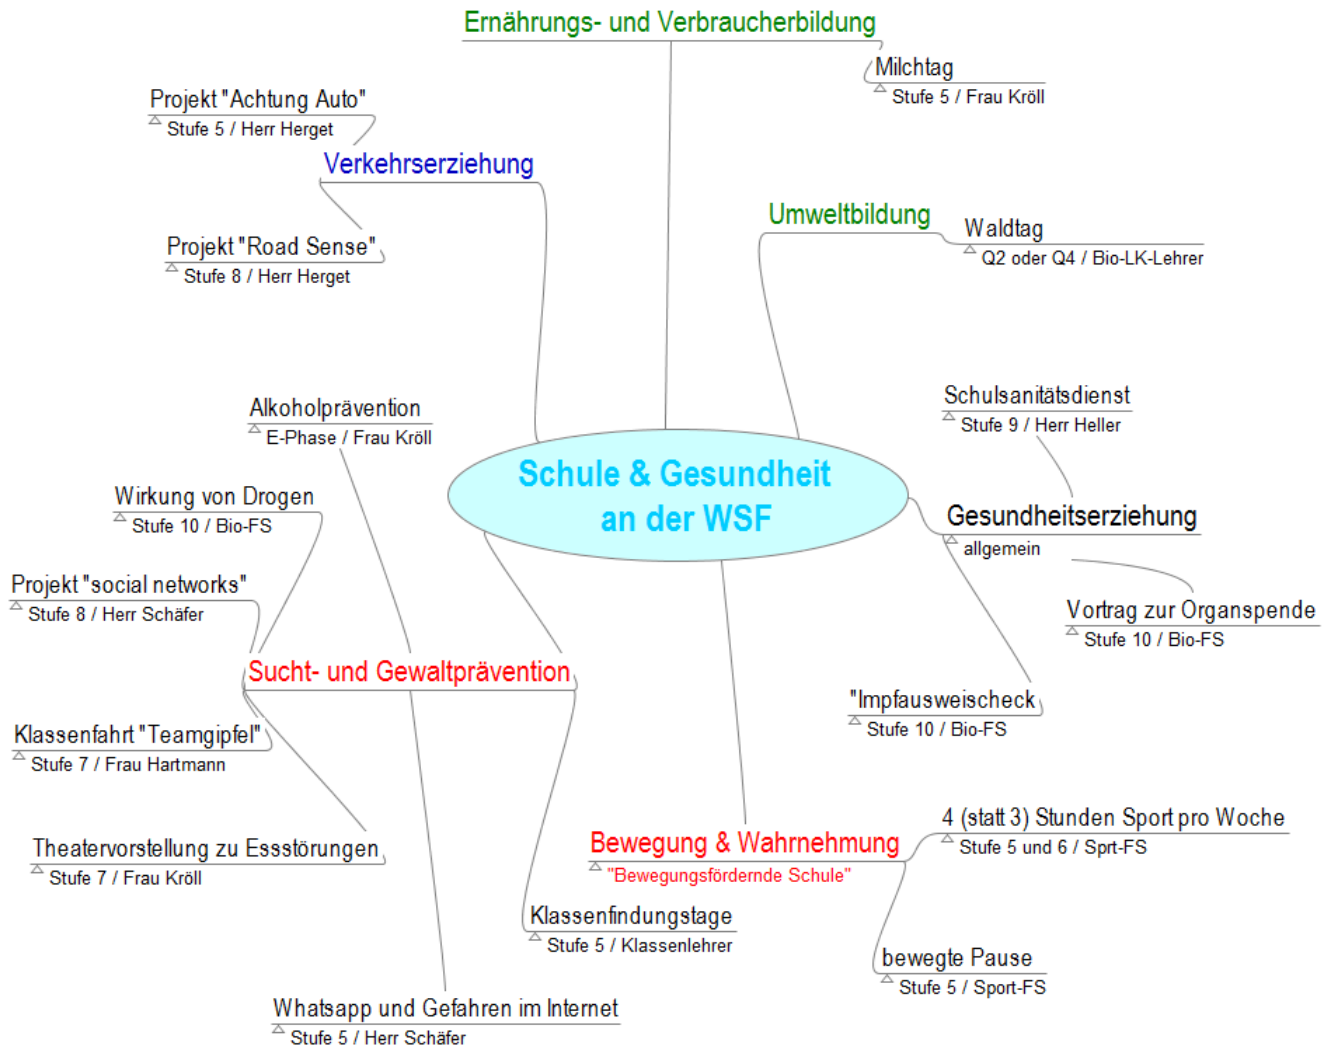 Ernährungs- und Verbraucherbildung
Milchtag
Stufe 5 / Frau Kröll
Projekt "Achtung Auto"
Stufe 5 / Herr Herget
Verkehrserziehung
Projekt "Road Sense"
Stufe 8 / Herr Herget
Umweltbildung
Waldtag
Q2 oder Q4 / Bio-LK-Lehrer
Alkoholprävention
E-Phase / Frau Kröll
Schulsanitätsdienst
Stufe 9 / Herr Heller
Schule & Gesundheit
an der WSF
Wirkung von Drogen
Stufe 10 / Bio-FS
Gesundheitserziehung
allgemein
Projekt "social networks"
Stufe 8 / Herr Schäfer
Vortrag zur Organspende
Stufe 10 / Bio-FS
Sucht- und Gewaltprävention
"Impfausweischeck
Stufe 10 / Bio-FS
Klassenfahrt "Teamgipfel"
Stufe 7 / Frau Hartmann
Theatervorstellung zu Essstörungen
Stufe 7 / Frau Kröll
Bewegung & Wahrnehmung
"Bewegungsfördernde Schule"
4 (statt 3) Stunden Sport pro Woche
Stufe 5 und 6 / Sprt-FS
Klassenfindungstage
Stufe 5 / Klassenlehrer
bewegte Pause
Stufe 5 / Sport-FS
Whatsapp und Gefahren im Internet
Stufe 5 / Herr Schäfer